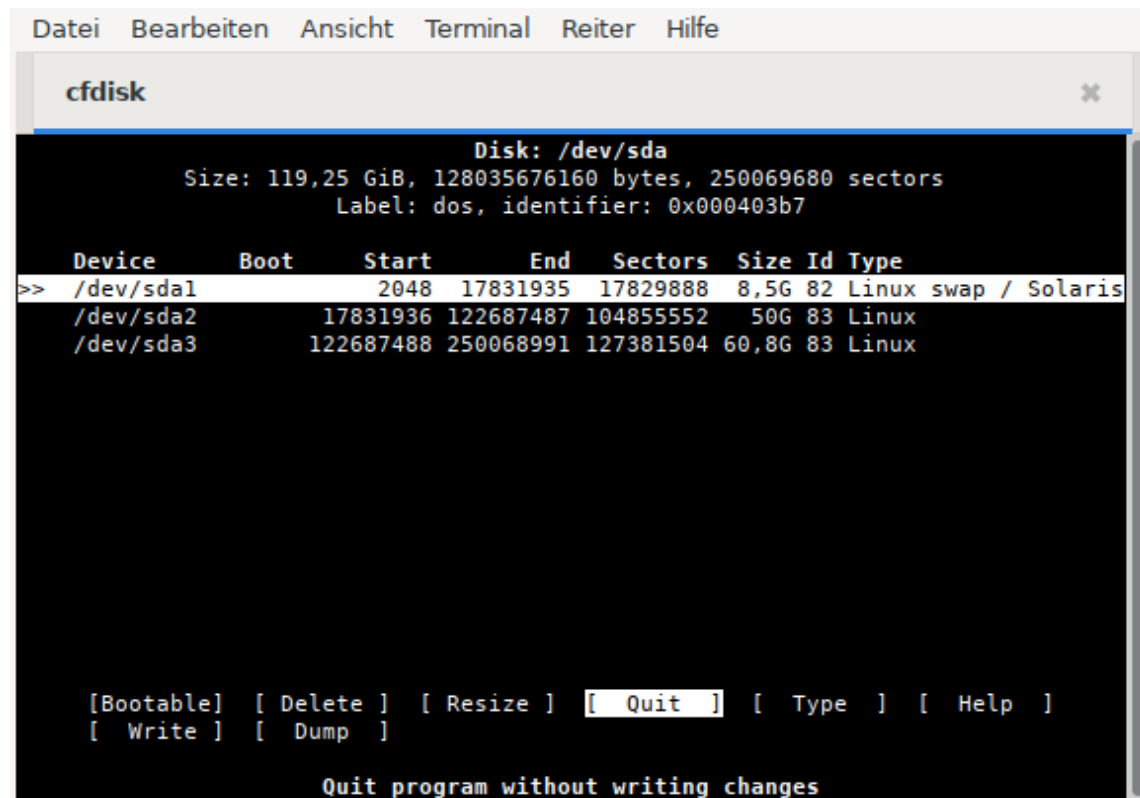 Datei Bearbeiten Ansicht Terminal Reiter Hilfe
cfdisk
Disk: /dev/sda
Size: 119,25 GiB, 128035676160 bytes, 250069680 sectors
Label: dos, identifier: 0x000403b7
Device Boot Start End Sectors Size Id Type
>> /dev/sda1 2048 17831935 17829888 8,5G 82 Linux swap / Solaris
/dev/sda2 17831936 122687487 104855552 50G 83 Linux
/dev/sda3 122687488 250068991 127381504 60,8G 83 Linux
[Bootable] [ Delete ] [ Resize ] [ Quit ] [ Type ] [ Help ]
[ Write ] [ Dump ]
Quit program without writing changes